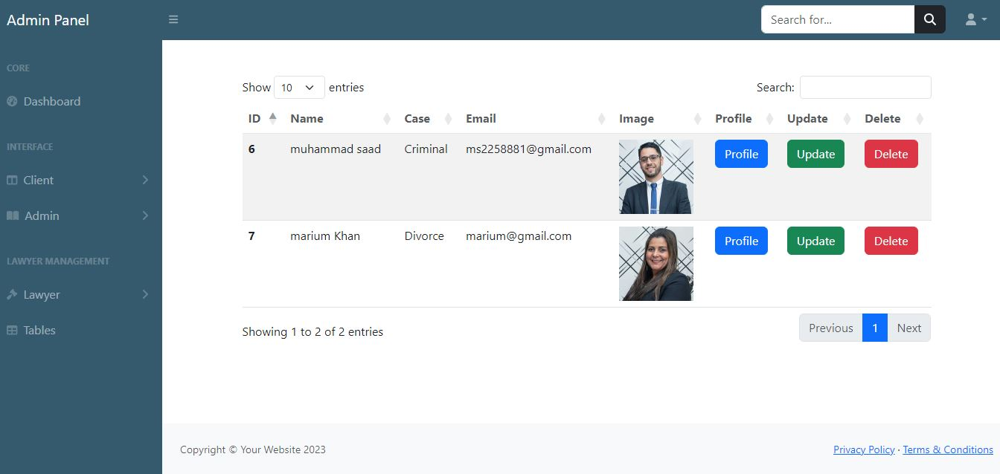 Admin Panel
Search for...
CORE
Dashboard
INTERFACE
Client
Admin
LAWYER MANAGEMENT
Lawyer
Tables
Show 10 entries
Search:
ID Name Case Email Image Profile Update Delete
6 muhammad saad Criminal ms2258881@gmail.com Profile Update Delete
7 marium Khan Divorce marium@gmail.com Profile Update Delete
Showing 1 to 2 of 2 entries
Previous 1 Next
Copyright © Your Website 2023
Privacy Policy · Terms & Conditions